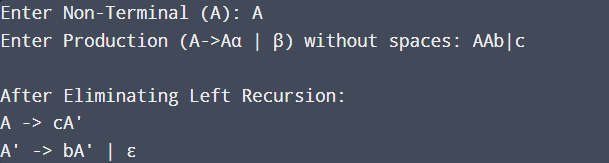 Enter Non-Terminal (A): A
Enter Production (A->Aα | β) without spaces: AAb|c
After Eliminating Left Recursion:
A -> cA'
A' -> bA' | ε